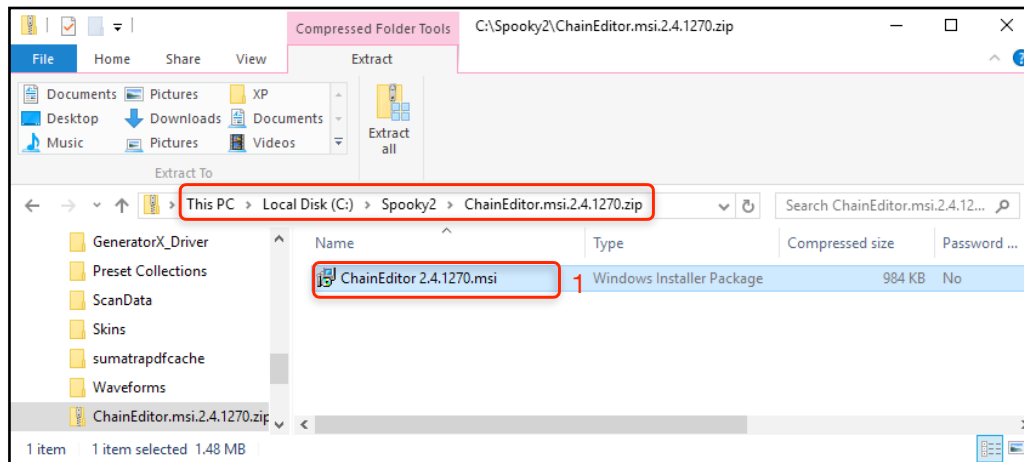 Compressed Folder Tools
C:\Spooky2\ChainEditor.msi.2.4.1270.zip
File Home Share View Extract
Documents Pictures XP
Desktop Downloads Documents
Music Pictures Videos
Extract all
Extract To
This PC > Local Disk (C:) > Spooky2 > ChainEditor.msi.2.4.1270.zip
Search ChainEditor.msi.2.4.12...
GeneratorX_Driver
Preset Collections
ScanData
Skins
sumatrapdfcache
Waveforms
ChainEditor.msi.2.4.1270.zip
Name Type Compressed size Password ...
ChainEditor 2.4.1270.msi 1 Windows Installer Package 984 KB No
1 item 1 item selected 1.48 MB